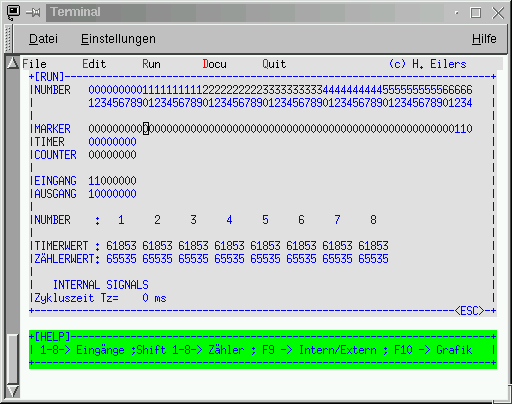 Terminal
Datei Einstellungen Hilfe
File Edit Run Docu Quit (c) H. Eilers
+[RUN]---------------------------------------------------------------------+
|NUMBER 0000000001111111111222222222233333333334444444444555555555566666 |
| 1234567890123456789012345678901234567890123456789012345678901234 |
|MARKER 0000000000000000000000000000000000000000000000000000000000000110 |
|TIMER 00000000
|COUNTER 00000000
|EINGANG 11000000
|AUSGANG 10000000
|NUMBER : 1 2 3 4 5 6 7 8
|TIMERWERT : 61853 61853 61853 61853 61853 61853 61853 61853
|ZÄHLERWERT: 65535 65535 65535 65535 65535 65535 65535 65535
| INTERNAL SIGNALS
|Zykluszeit Tz= 0 ms
+----------------------------------------------------------------------<ESC>-+
+[HELP]--------------------------------------------------------------------+
| 1-8-> Eingänge ;Shift 1-8-> Zähler ; F9 -> Intern/Extern ; F10 -> Grafik |